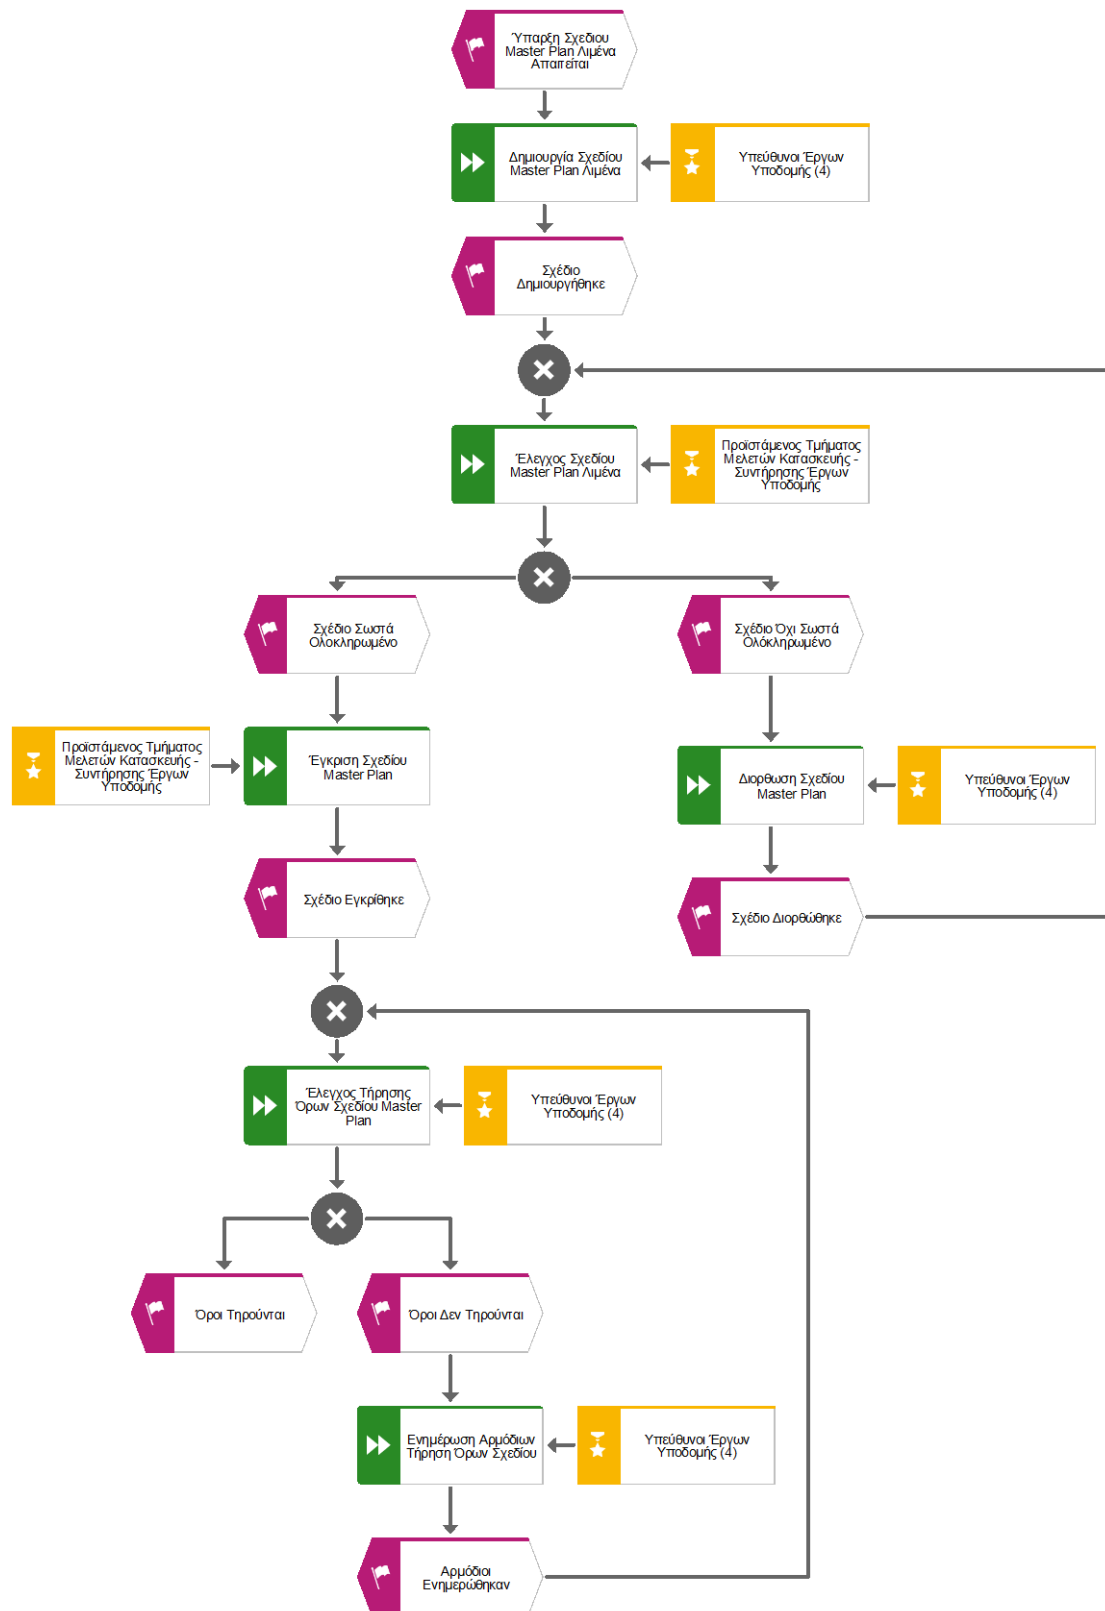 Ύπαρξη Σχεδιου
Master Plan Λιμένα
Απαιτείται
Δημιουργία Σχεδίου
Master Plan Λιμένα
Υπεύθυνοι Έργων
Υποδομής (4)
Σχέδιο
Δημιουργήθηκε
Έλεγχος Σχεδίου
Master Plan Λιμένα
Προϊστάμενος Τμήματος
Μελετών Κατασκευής -
Συντήρησης Έργων
Υποδομής
Σχέδιο Σωστά
Ολοκληρωμένο
Σχέδιο Όχι Σωστά
Ολόκληρωμένο
Προϊστάμενος Τμήματος
Μελετών Κατασκευής -
Συντήρησης Έργων
Υποδομής
Έγκριση Σχεδίου
Master Plan
Διορθωση Σχεδίου
Master Plan
Υπεύθυνοι Έργων
Υποδομής (4)
Σχέδιο Εγκρίθηκε
Σχέδιο Διορθώθηκε
Έλεγχος Τήρησης
Όρων Σχεδίου Master
Plan
Υπεύθυνοι Έργων
Υποδομής (4)
Όροι Τηρούνται
Όροι Δεν Τηρούνται
Ενημέρωση Αρμόδιων
Τήρηση Όρων Σχεδίου
Υπεύθυνοι Έργων
Υποδομής (4)
Αρμόδιοι
Ενημερώθηκαν